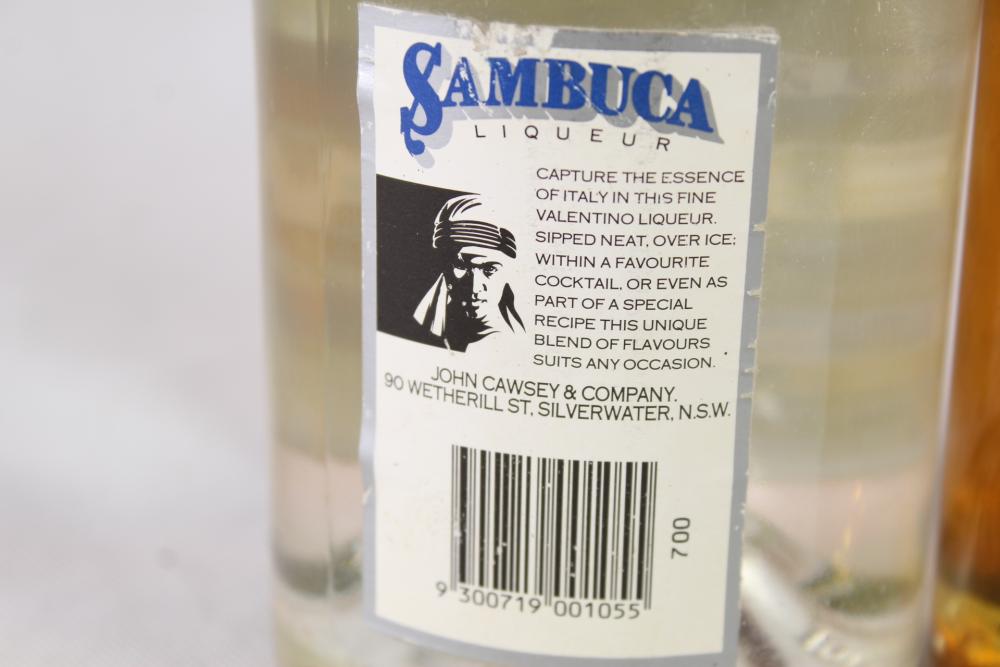 SAMBUCA
LIQUEUR
CAPTURE THE ESSENCE
OF ITALY IN THIS FINE
VALENTINO LIQUEUR.
SIPPED NEAT, OVER ICE;
WITHIN A FAVOURITE
COCKTAIL, OR EVEN AS
PART OF A SPECIAL
RECIPE THIS UNIQUE
BLEND OF FLAVOURS
SUITS ANY OCCASION.
JOHN CAWSEY & COMPANY.
90 WETHERILL ST, SILVERWATER, N.S.W.
700
9 300719 001055